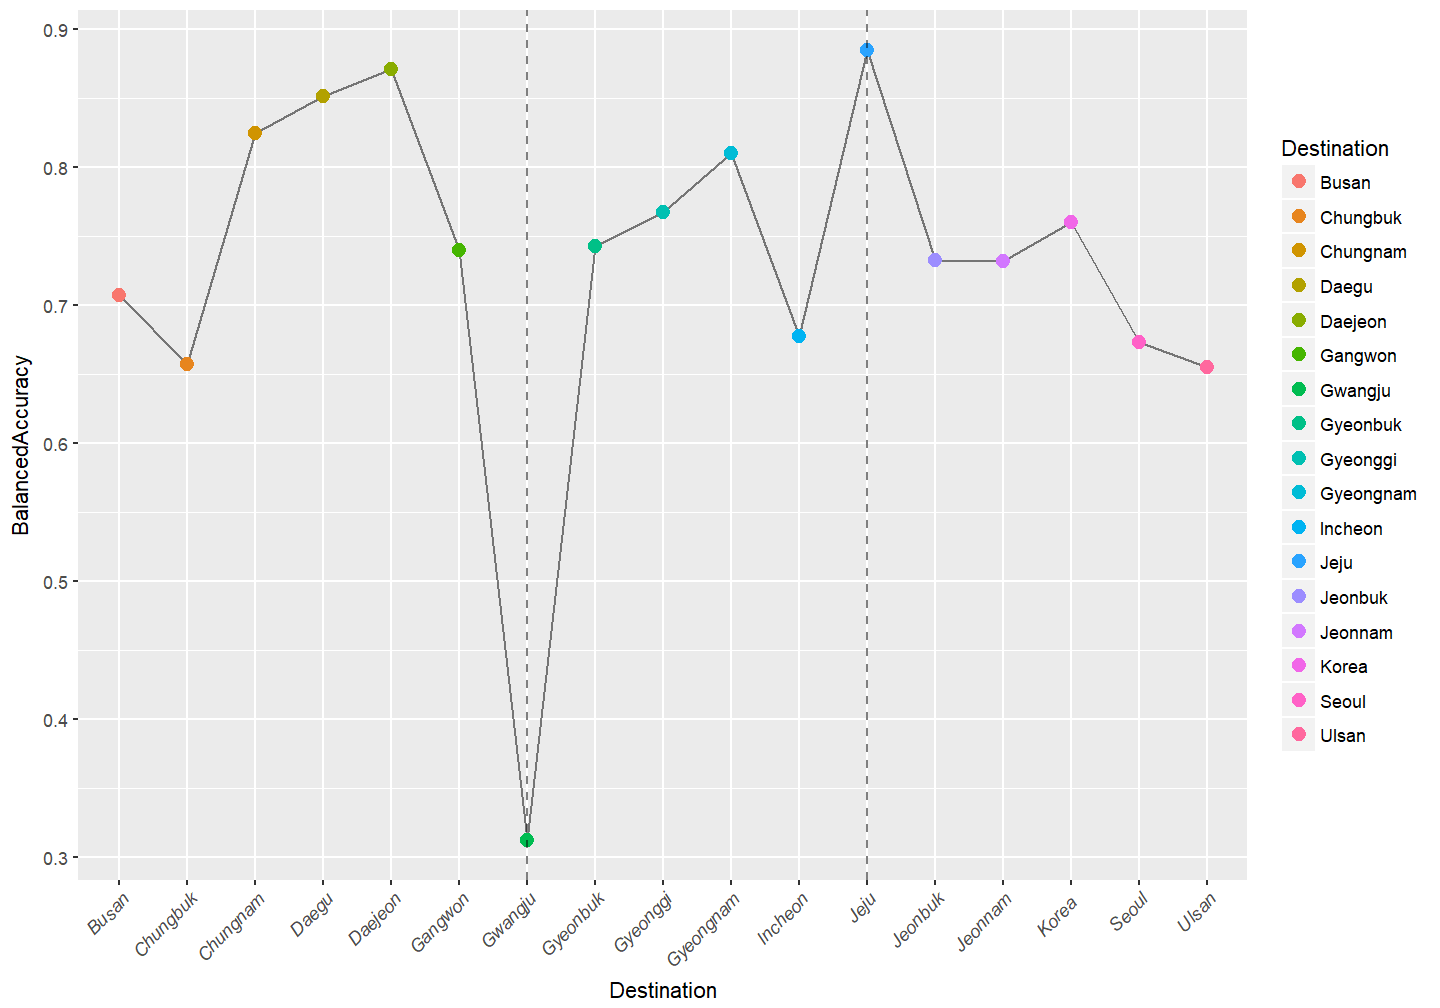 BalancedAccuracy
0.9
0.8
0.7
0.6
0.5
0.4
0.3
Busan
Chungbuk
Chungnam
Daegu
Daejeon
Gangwon
Gwangju
Gyeonbuk
Gyeonggi
Gyeongnam
Incheon
Jeju
Jeonbuk
Jeonnam
Korea
Seoul
Ulsan
Destination
Destination
Busan
Chungbuk
Chungnam
Daegu
Daejeon
Gangwon
Gwangju
Gyeonbuk
Gyeonggi
Gyeongnam
Incheon
Jeju
Jeonbuk
Jeonnam
Korea
Seoul
Ulsan